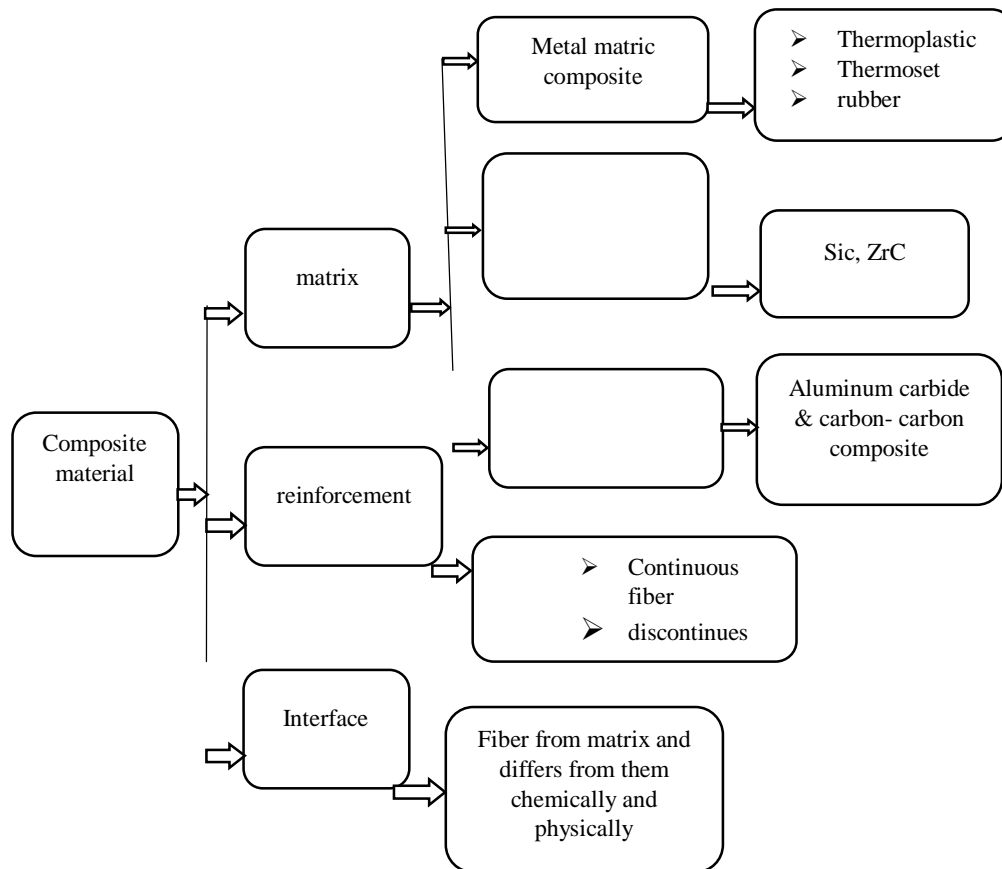 Metal matric
composite
➢ Thermoplastic
➢ Thermoset
➢ rubber
matrix
Sic, ZrC
Composite
material
reinforcement
Aluminum carbide
& carbon- carbon
composite
➢ Continuous
fiber
➢ discontinues
Interface
Fiber from matrix and
differs from them
chemically and
physically